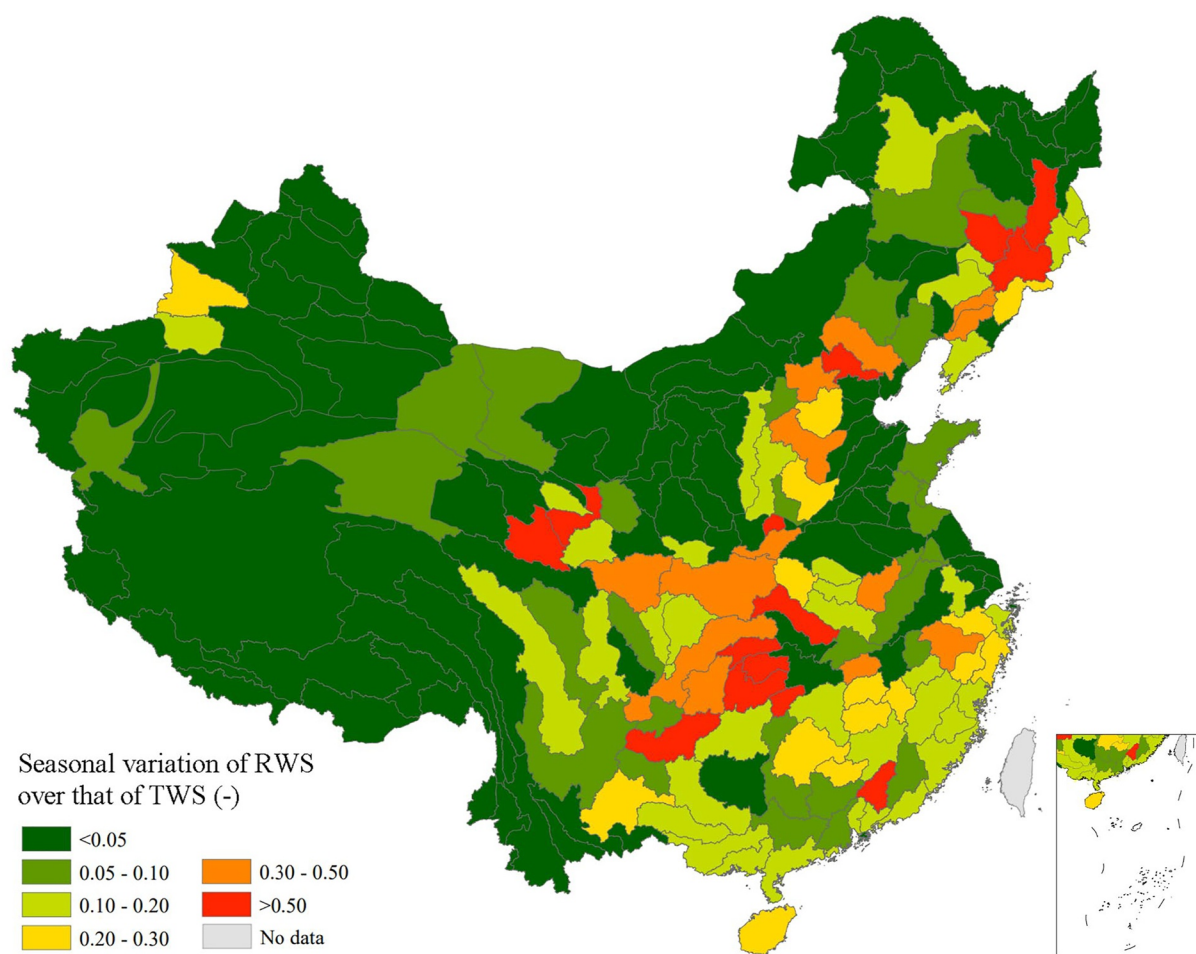 Seasonal variation of RWS
over that of TWS (-)
<0.05
0.05 - 0.10
0.10 - 0.20
0.20 - 0.30
0.30 - 0.50
>0.50
No data